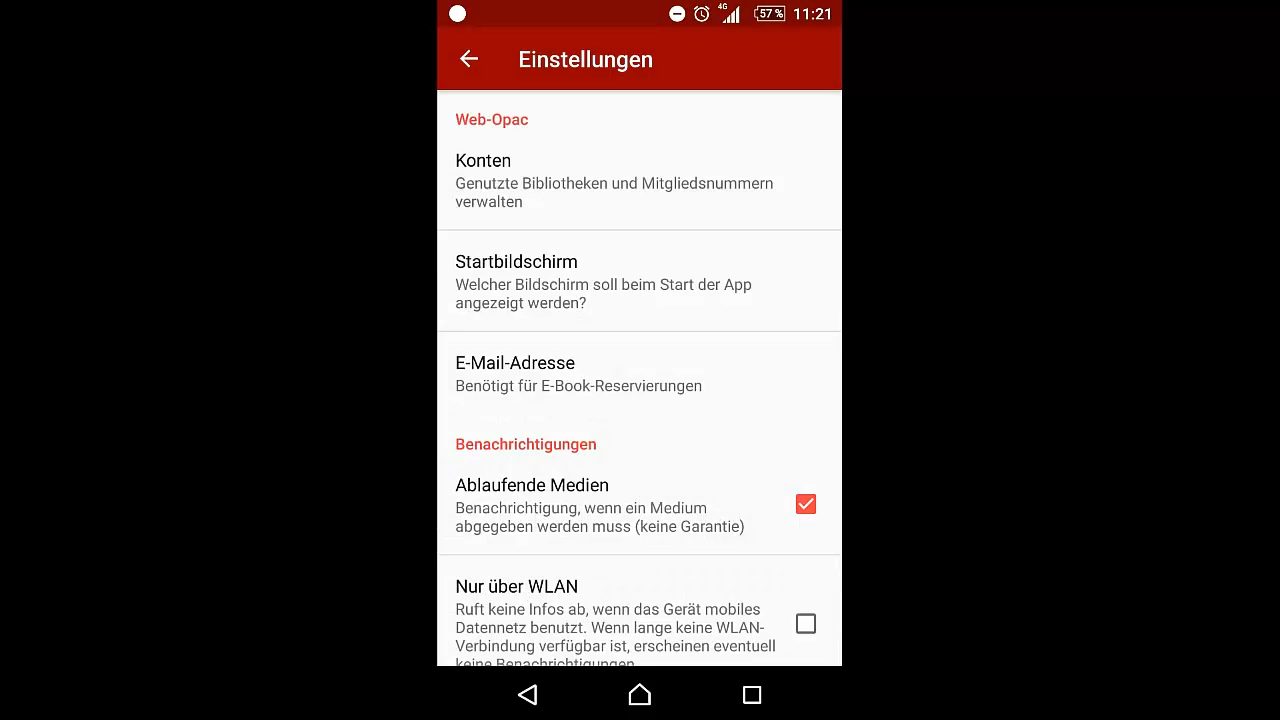 4G 57 % 11:21
Einstellungen
Web-Opac
Konten
Genutzte Bibliotheken und Mitgliedsnummern
verwalten
Startbildschirm
Welcher Bildschirm soll beim Start der App
angezeigt werden?
E-Mail-Adresse
Benötigt für E-Book-Reservierungen
Benachrichtigungen
Ablaufende Medien
Benachrichtigung, wenn ein Medium
abgegeben werden muss (keine Garantie)
Nur über WLAN
Ruft keine Infos ab, wenn das Gerät mobiles
Datennetz benutzt. Wenn lange keine WLAN-
Verbindung verfügbar ist, erscheinen eventuell
keine Benachrichtigungen